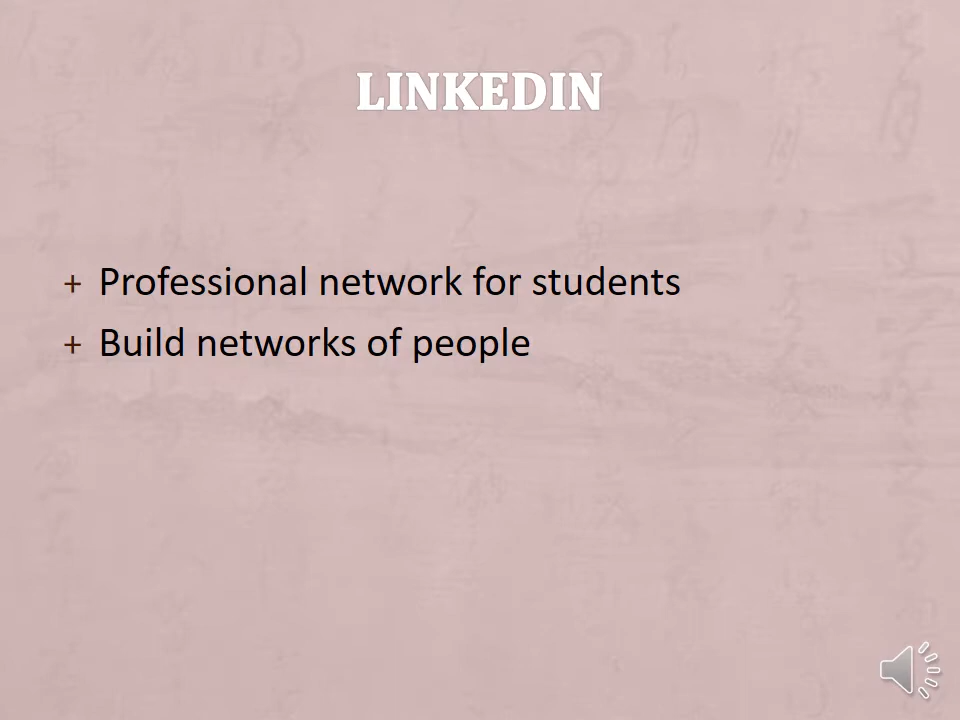 LINKEDIN
+ Professional network for students
+ Build networks of people